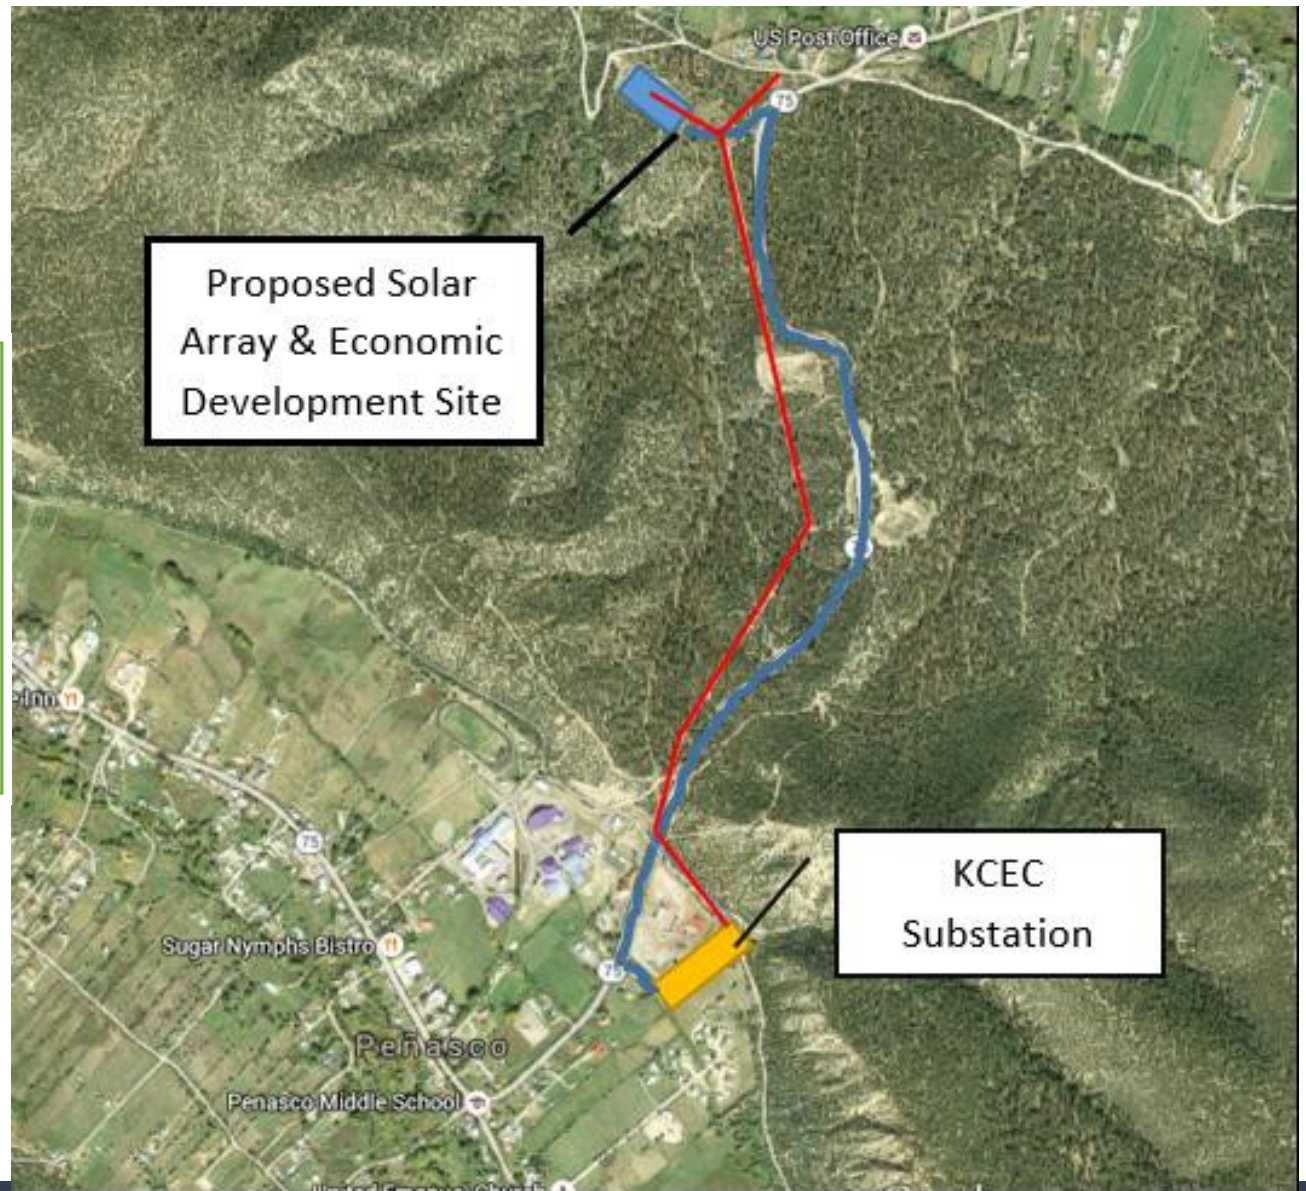 US Post Office
75
Proposed Solar
Array & Economic
Development Site
75
KCEC
Substation
Sugar Nymphs Bistro
75
Peñasco
Penasco Middle School